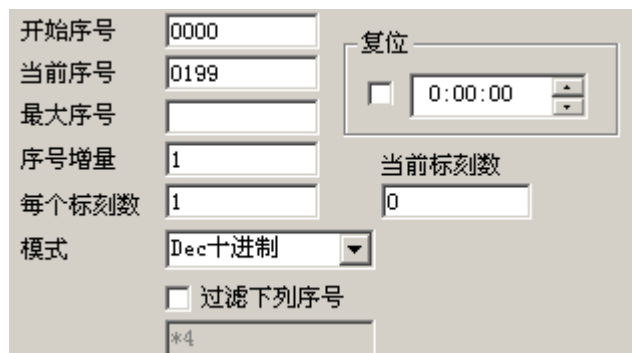 开始序号 0000
复位
当前序号 0199
0:00:00
最大序号
序号增量 1
当前标刻数
每个标刻数 1
0
模式 Dec十进制
过滤下列序号
*4